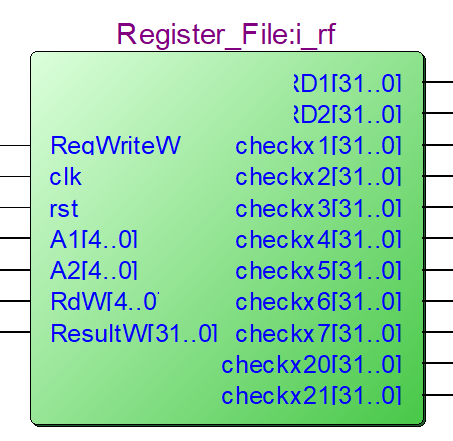 Register_File:i_rf
RD1[31..0]
RD2[31..0]
RegWriteW
checkx1[31..0]
clk
checkx2[31..0]
rst
checkx3[31..0]
A1[4..0]
checkx4[31..0]
A2[4..0]
checkx5[31..0]
RdW[4..0]
checkx6[31..0]
ResultW[31..0]
checkx7[31..0]
checkx20[31..0]
checkx21[31..0]